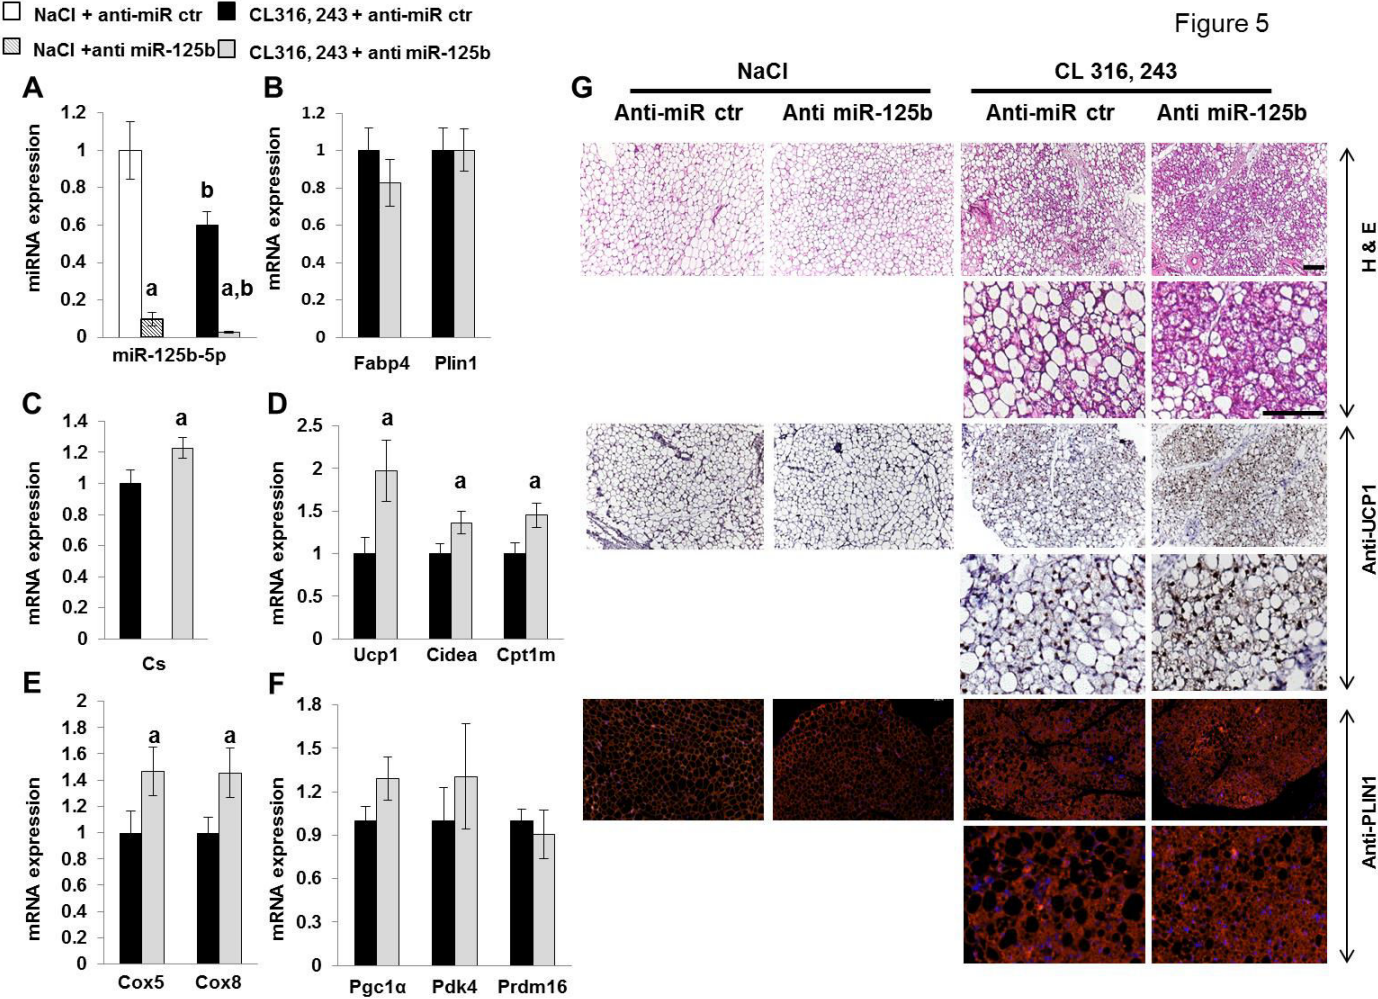 NaCl + anti-miR ctr
CL316, 243 + anti-miR ctr
NaCl +anti miR-125b
CL316, 243 + anti miR-125b
Figure 5
A
miRNA expression
1.2
1
0.8
0.6
0.4
0.2
0
a
b
a,b
miR-125b-5p
B
mRNA expression
1.2
1
0.8
0.6
0.4
0.2
0
Fabp4 Plin1
C
mRNA expression
1.4
1.2
1
0.8
0.6
0.4
0.2
0
a
Cs
D
mRNA expression
2.5
2
1.5
1
0.5
0
a
a
a
Ucp1 Cidea Cpt1m
E
mRNA expression
2
1.8
1.6
1.4
1.2
1
0.8
0.6
0.4
0.2
0
a
a
Cox5 Cox8
F
mRNA expression
1.8
1.5
1.2
0.9
0.6
0.3
0
Pgc1α Pdk4 Prdm16
G
NaCl
CL 316, 243
Anti-miR ctr
Anti miR-125b
Anti-miR ctr
Anti miR-125b
H & E
Anti-UCP1
Anti-PLIN1